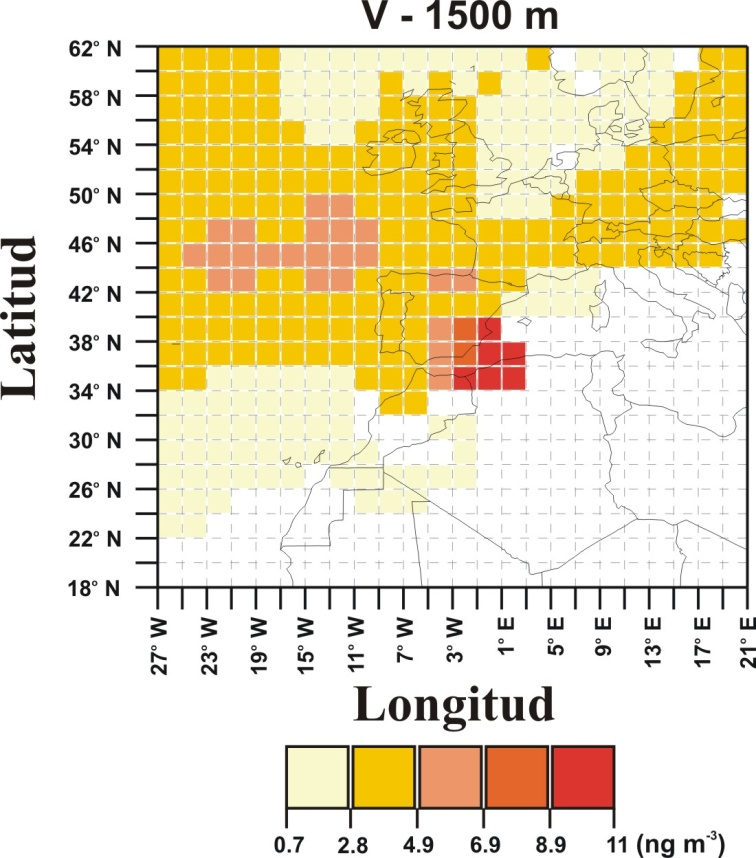 V - 1500 m
62° N
58° N
54° N
50° N
46° N
42° N
38° N
34° N
30° N
26° N
22° N
18° N
Latitud
27° W
23° W
19° W
15° W
11° W
7° W
3° W
1° E
5° E
9° E
13° E
17° E
21° E
Longitud
0.7 2.8 4.9 6.9 8.9 11 (ng m⁻³)